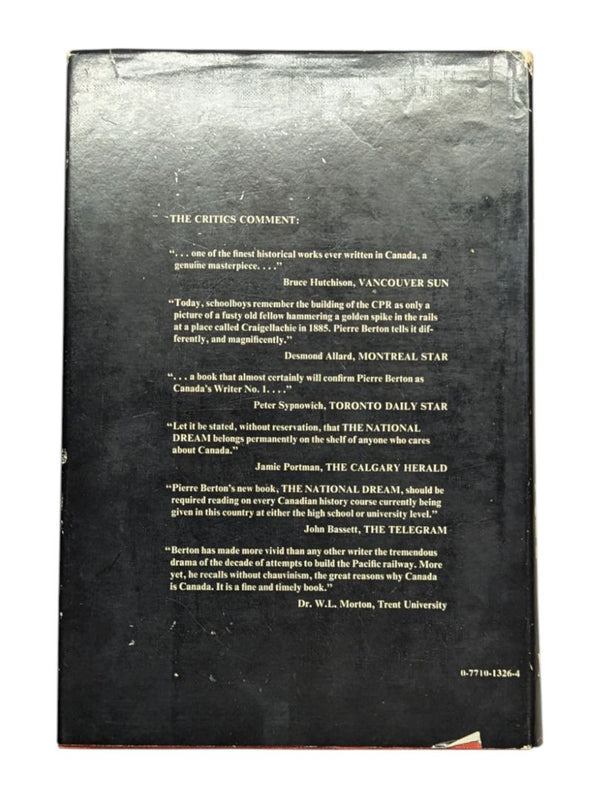 THE CRITICS COMMENT:
". . . one of the finest historical works ever written in Canada, a
genuine masterpiece. . . ."
Bruce Hutchison, VANCOUVER SUN
"Today, schoolboys remember the building of the CPR as only a
picture of a fusty old fellow hammering a golden spike in the rails
at a place called Craigellachie in 1885. Pierre Berton tells it dif-
ferently, and magnificently."
Desmond Allard, MONTREAL STAR
". . . a book that almost certainly will confirm Pierre Berton as
Canada's Writer No. 1. . . ."
Peter Sypnowich, TORONTO DAILY STAR
"Let it be stated, without reservation, that THE NATIONAL
DREAM belongs permanently on the shelf of anyone who cares
about Canada."
Jamie Portman, THE CALGARY HERALD
"Pierre Berton's new book, THE NATIONAL DREAM, should be
required reading on every Canadian history course currently being
given in this country at either the high school or university level."
John Bassett, THE TELEGRAM
"Berton has made more vivid than any other writer the tremendous
drama of the decade of attempts to build the Pacific railway. More
yet, he recalls without chauvinism, the great reasons why Canada
is Canada. It is a fine and timely book."
Dr. W.L. Morton, Trent University
0-7710-1326-4